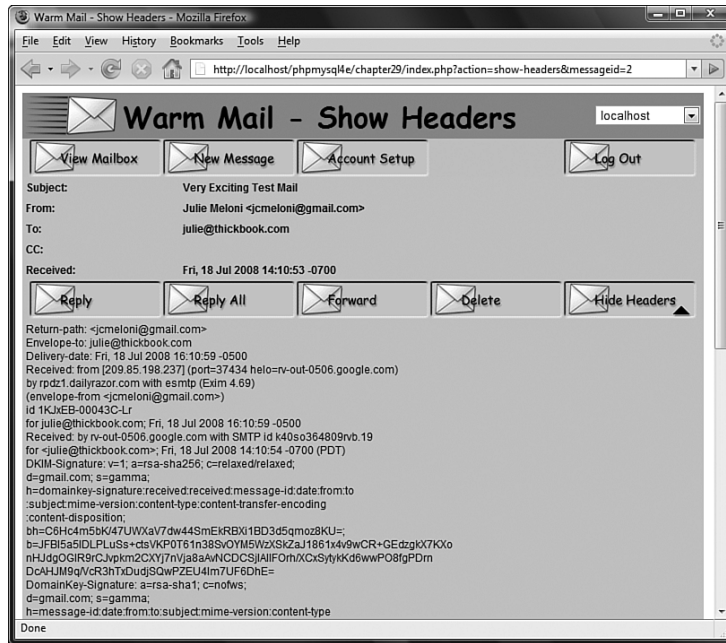 Warm Mail - Show Headers - Mozilla Firefox
File Edit View History Bookmarks Tools Help
http://localhost/phpmysql4e/chapter29/index.php?action=show-headers&messageid=2
Warm Mail - Show Headers
localhost
View Mailbox New Message Account Setup Log Out
Subject: Very Exciting Test Mail
From: Julie Meloni <jcmeloni@gmail.com>
To: julie@thickbook.com
CC:
Received: Fri, 18 Jul 2008 14:10:53 -0700
Reply Reply All Forward Delete Hide Headers
Return-path: <jcmeloni@gmail.com>
Envelope-to: julie@thickbook.com
Delivery-date: Fri, 18 Jul 2008 16:10:59 -0500
Received: from [209.85.198.237] (port=37434 helo=rv-out-0506.google.com)
by rpdz1.dailyrazor.com with esmtp (Exim 4.69)
(envelope-from <jcmeloni@gmail.com>)
id 1KJxEB-00043C-Lr
for julie@thickbook.com; Fri, 18 Jul 2008 16:10:59 -0500
Received: by rv-out-0506.google.com with SMTP id k40so364809rvb.19
for <julie@thickbook.com>; Fri, 18 Jul 2008 14:10:54 -0700 (PDT)
DKIM-Signature: v=1; a=rsa-sha256; c=relaxed/relaxed;
d=gmail.com; s=gamma;
h=domainkey-signature:received:received:message-id:date:from:to
:subject:mime-version:content-type:content-transfer-encoding
:content-disposition;
bh=C6Hc4m5bK/47UWXaV7dw44SmEkRBXi1BD3d5qmoz8KU=;
b=JFBI5a5IDLPLuSs+ctsVKP0T61n38SvOYM5WzXSkZaJ1861x4v9wCR+GEdzgkX7KXo
nHJdgOGIR9rCJvpkm2CXYj7nVja8aAvNCDCSjIAIIFOrh/XCxSytykKd6wwPO8fgPDrn
DcAHJM9q/VcR3hTxDudjSQwPZEU4Im7UF6DhE=
DomainKey-Signature: a=rsa-sha1; c=nofws;
d=gmail.com; s=gamma;
h=message-id:date:from:to:subject:mime-version:content-type
Done